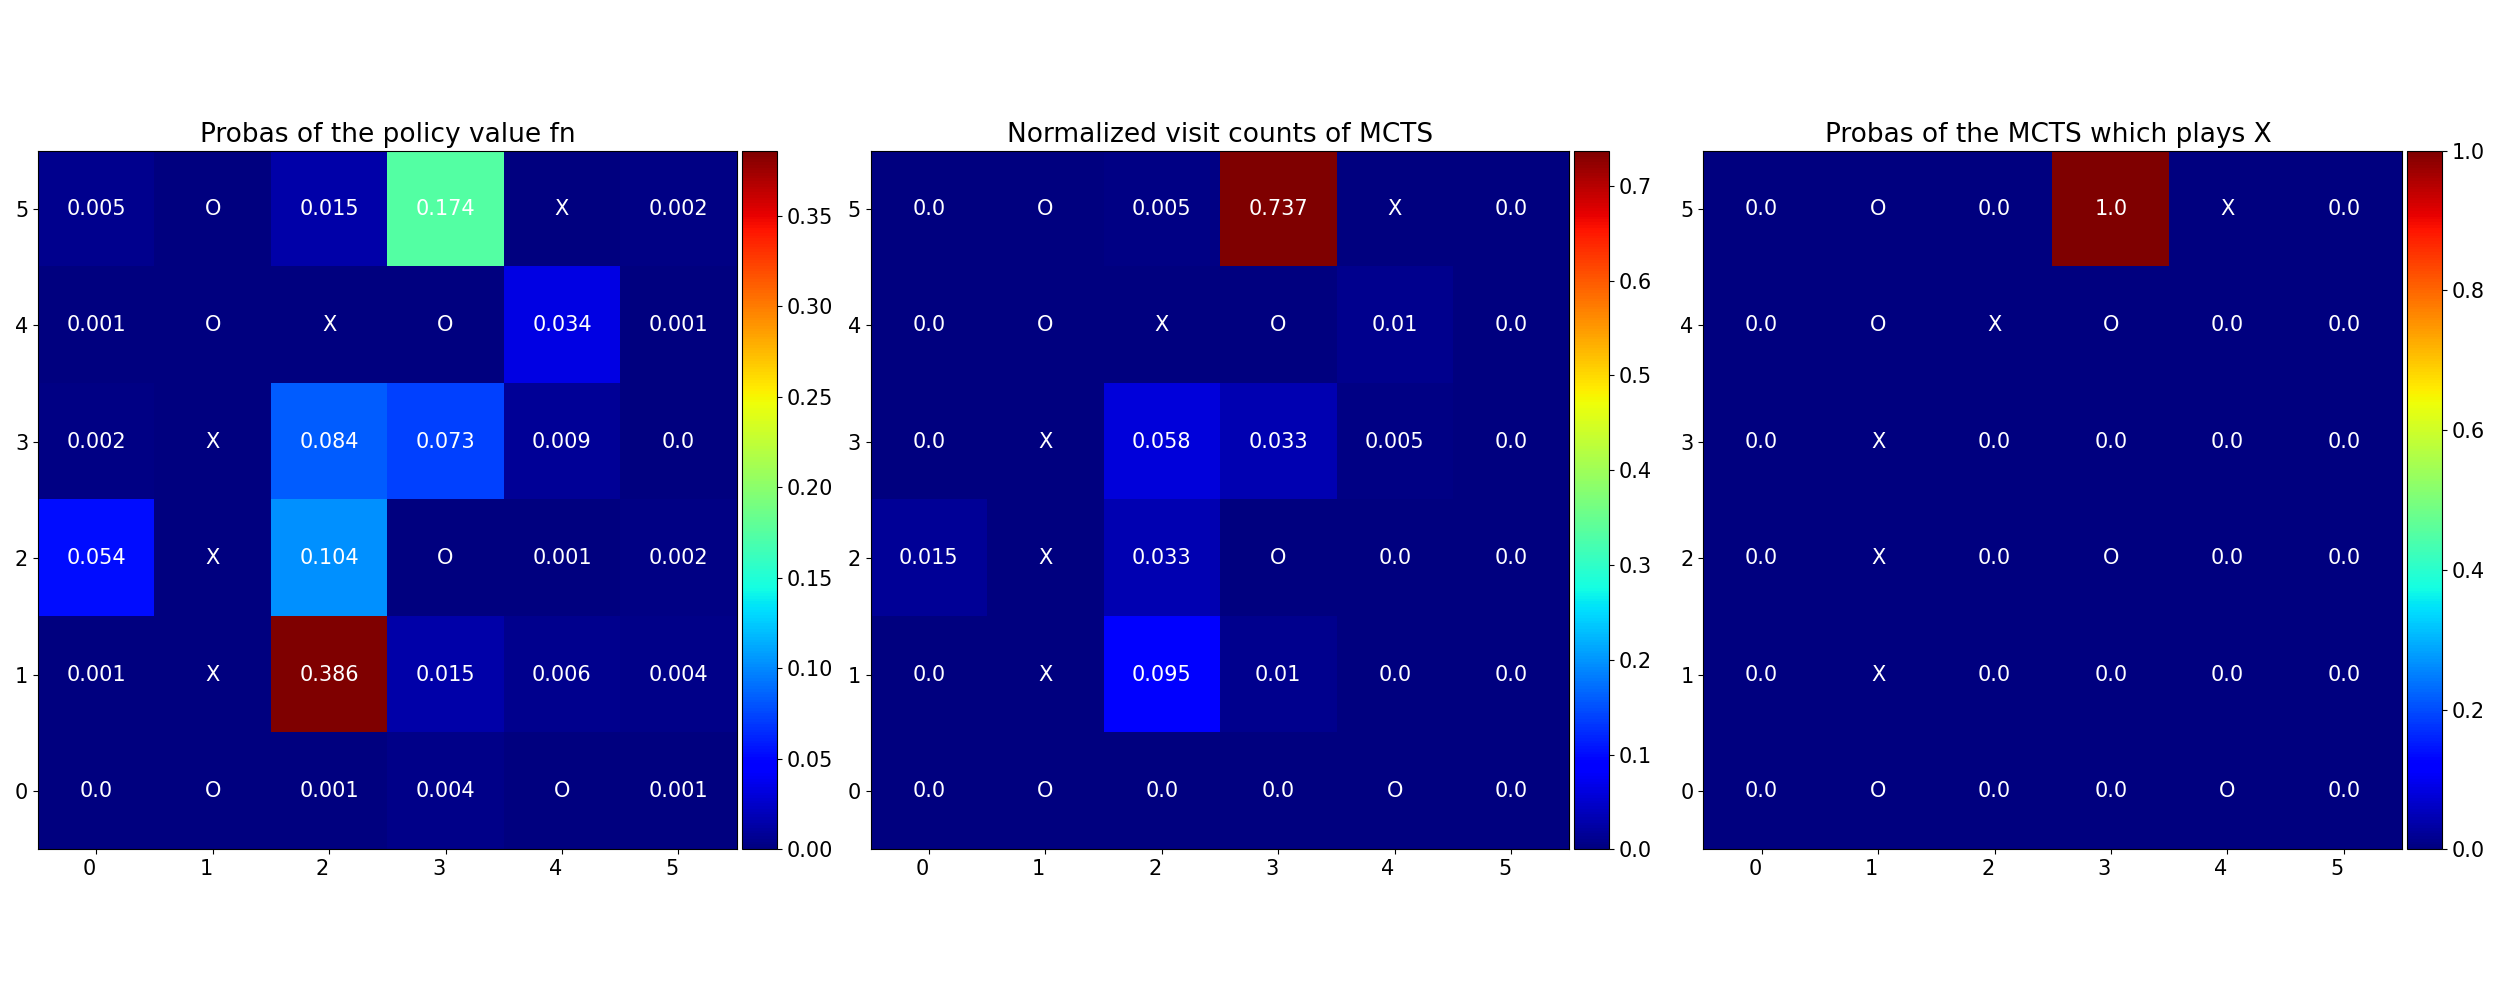 Probas of the policy value fn
0.005 O 0.015 0.174 X 0.002
0.001 O X O 0.034 0.001
0.002 X 0.084 0.073 0.009 0.0
0.054 X 0.104 O 0.001 0.002
0.001 X 0.386 0.015 0.006 0.004
0.0 O 0.001 0.004 O 0.001
5
4
3
2
1
0
0 1 2 3 4 5
0.35
0.30
0.25
0.20
0.15
0.10
0.05
0.00
Normalized visit counts of MCTS
0.0 O 0.005 0.737 X 0.0
0.0 O X O 0.01 0.0
0.0 X 0.058 0.033 0.005 0.0
0.015 X 0.033 O 0.0 0.0
0.0 X 0.095 0.01 0.0 0.0
0.0 O 0.0 0.0 O 0.0
5
4
3
2
1
0
0 1 2 3 4 5
0.7
0.6
0.5
0.4
0.3
0.2
0.1
0.0
Probas of the MCTS which plays X
0.0 O 0.0 1.0 X 0.0
0.0 O X O 0.0 0.0
0.0 X 0.0 0.0 0.0 0.0
0.0 X 0.0 O 0.0 0.0
0.0 X 0.0 0.0 0.0 0.0
0.0 O 0.0 0.0 O 0.0
5
4
3
2
1
0
0 1 2 3 4 5
1.0
0.8
0.6
0.4
0.2
0.0